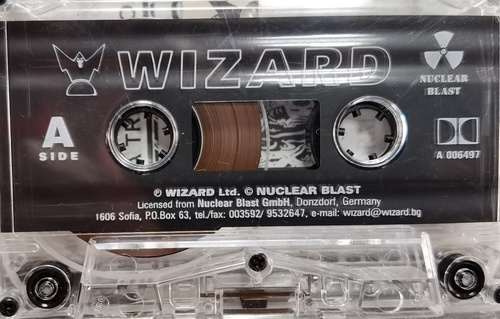 WIZARD
NUCLEAR
BLAST
A
SIDE
A 006497
℗ WIZARD Ltd. © NUCLEAR BLAST
Licensed from Nuclear Blast GmbH, Donzdorf, Germany
1606 Sofia, P.O.Box 63, tel./fax: 003592/ 9532647, e-mail: wizard@wizard.bg